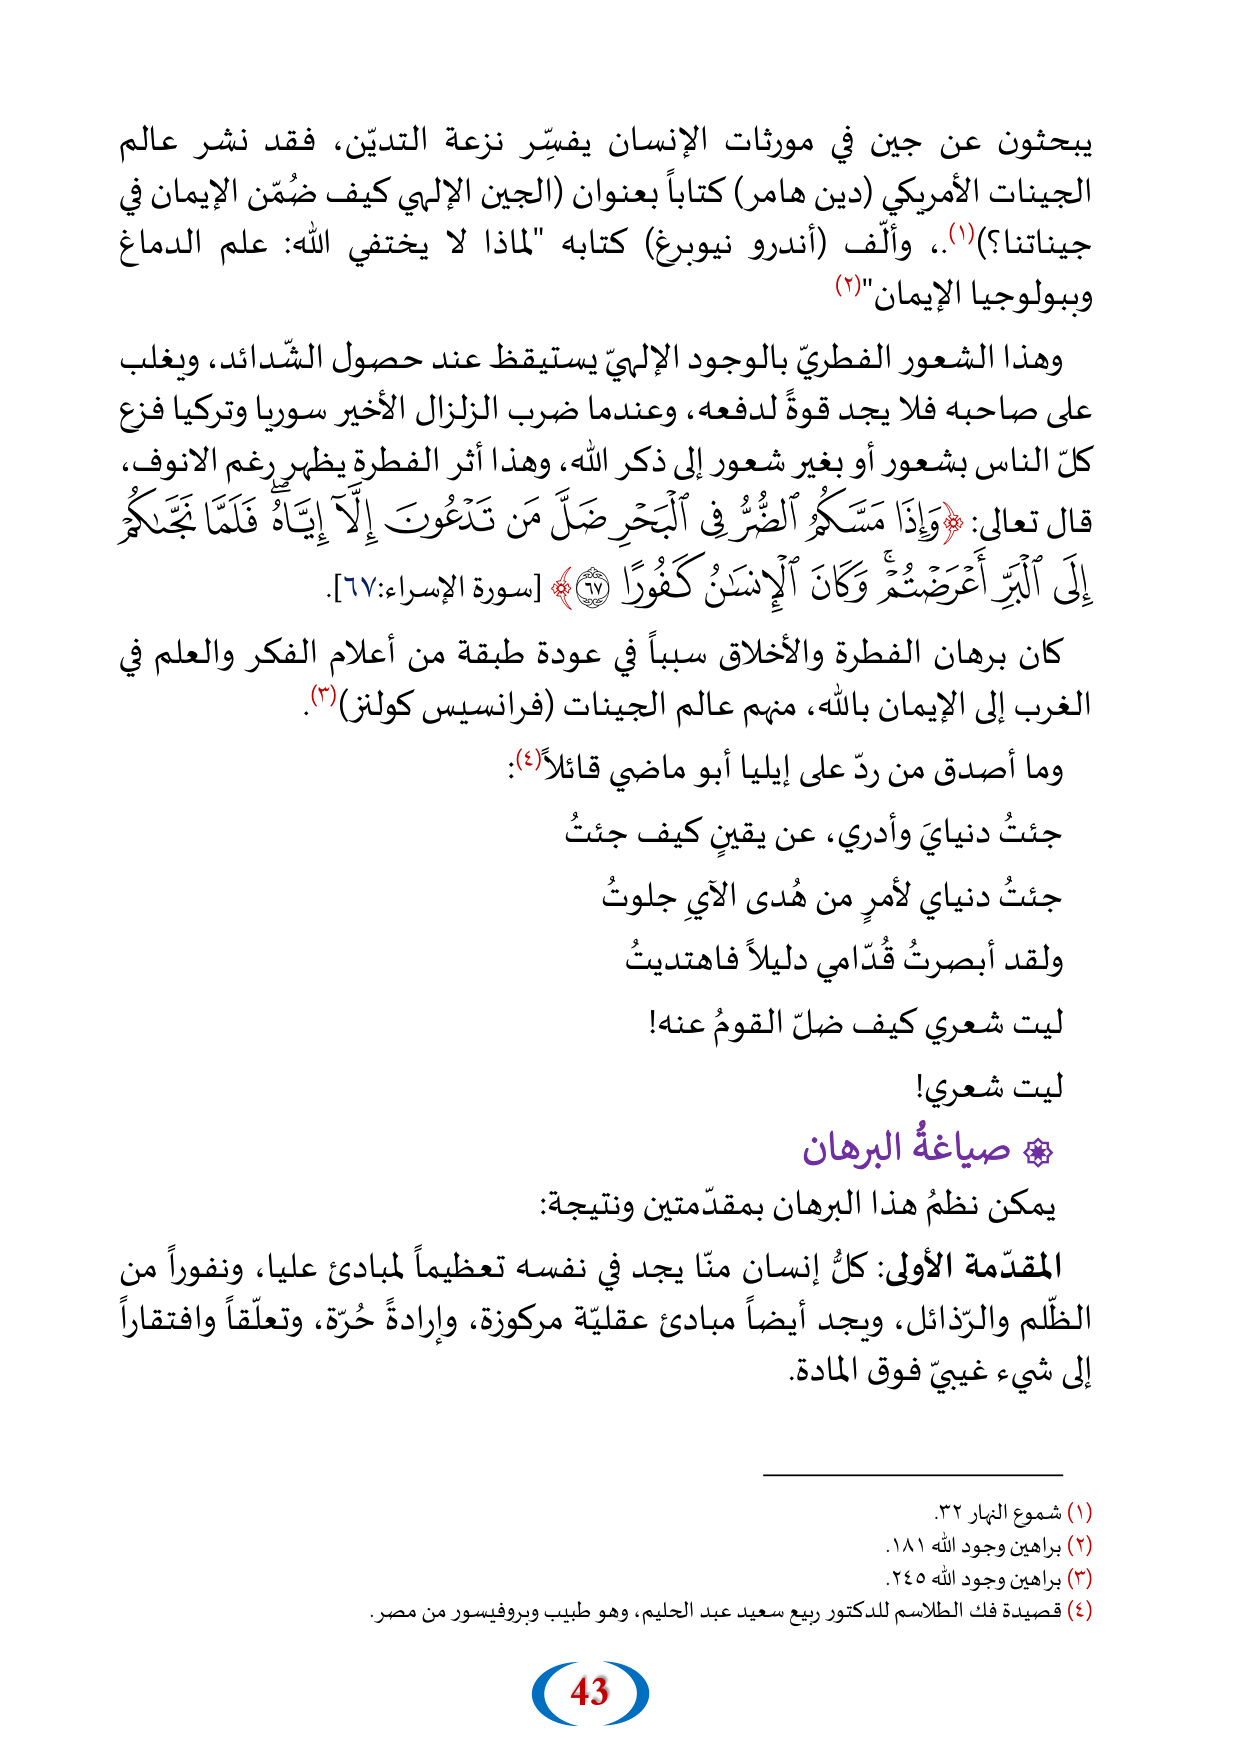 يبحثون عن جين في مورثات الإنسان يفسِّر نزعة التديّن، فقد نشر عالم
الجينات الأمريكي (دين هامر) كتاباً بعنوان (الجين الإلهي كيف ضُمّن الإيمان في
جيناتنا؟)(١).، وألّف (أندرو نيوبرغ) كتابه "لماذا لا يختفي الله: علم الدماغ
وبيولوجيا الإيمان"(٢)
وهذا الشعور الفطريّ بالوجود الإلهيّ يستيقظ عند حصول الشّدائد، ويغلب
على صاحبه فلا يجد قوةً لدفعه، وعندما ضرب الزلزال الأخير سوريا وتركيا فزع
كلّ الناس بشعور أو بغير شعور إلى ذكر الله، وهذا أثر الفطرة يظهر رغم الانوف،
قال تعالى: ﴿وَإِذَا مَسَّكُمُ ٱلضُّرُّ فِى ٱلْبَحْرِ ضَلَّ مَن تَدْعُونَ إِلَّآ إِيَّاهُۖ فَلَمَّا نَجَّىٰكُمْ
إِلَى ٱلْبَرِّ أَعْرَضْتُمْۚ وَكَانَ ٱلْإِنسَـٰنُ كَفُورًا ٦٧﴾ [سورة الإسراء:٦٧].
كان برهان الفطرة والأخلاق سبباً في عودة طبقة من أعلام الفكر والعلم في
الغرب إلى الإيمان بالله، منهم عالم الجينات (فرانسيس كولنز)(٣).
وما أصدق من ردّ على إيليا أبو ماضي قائلاً(٤):
جئتُ دنيايَ وأدري، عن يقينٍ كيف جئتُ
جئتُ دنياي لأمرٍ من هُدى الآيِ جلوتُ
ولقد أبصرتُ قُدّامي دليلاً فاهتديتُ
ليت شعري كيف ضلّ القومُ عنه!
ليت شعري!
صياغةُ البرهان
يمكن نظمُ هذا البرهان بمقدّمتين ونتيجة:
المقدّمة الأولى: كلُّ إنسان منّا يجد في نفسه تعظيماً لمبادئ عليا، ونفوراً من
الظّلم والرّذائل، ويجد أيضاً مبادئ عقليّة مركوزة، وإرادةً حُرّة، وتعلّقاً وافتقاراً
إلى شيء غيبيّ فوق المادة.
(١) شموع النهار ٣٢.
(٢) براهين وجود الله ١٨١.
(٣) براهين وجود الله ٢٤٥.
(٤) قصيدة فك الطلاسم للدكتور ربيع سعيد عبد الحليم، وهو طبيب وبروفيسور من مصر.
43